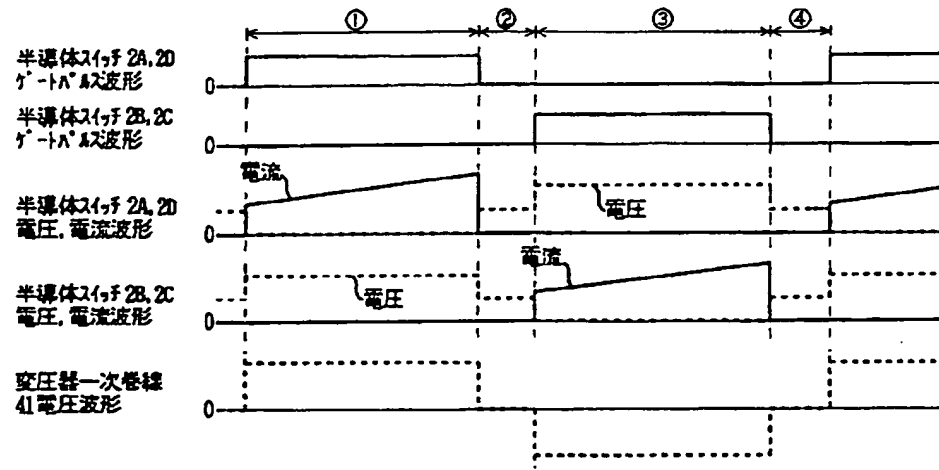 ① ② ③ ④
半導体スイッチ 2A, 2D
ゲートパルス波形
0
半導体スイッチ 2B, 2C
ゲートパルス波形
0
電流
半導体スイッチ 2A, 2D
電圧, 電流波形
0
電圧
電流
半導体スイッチ 2B, 2C
電圧, 電流波形
0
電圧
変圧器一次巻線
41電圧波形
0